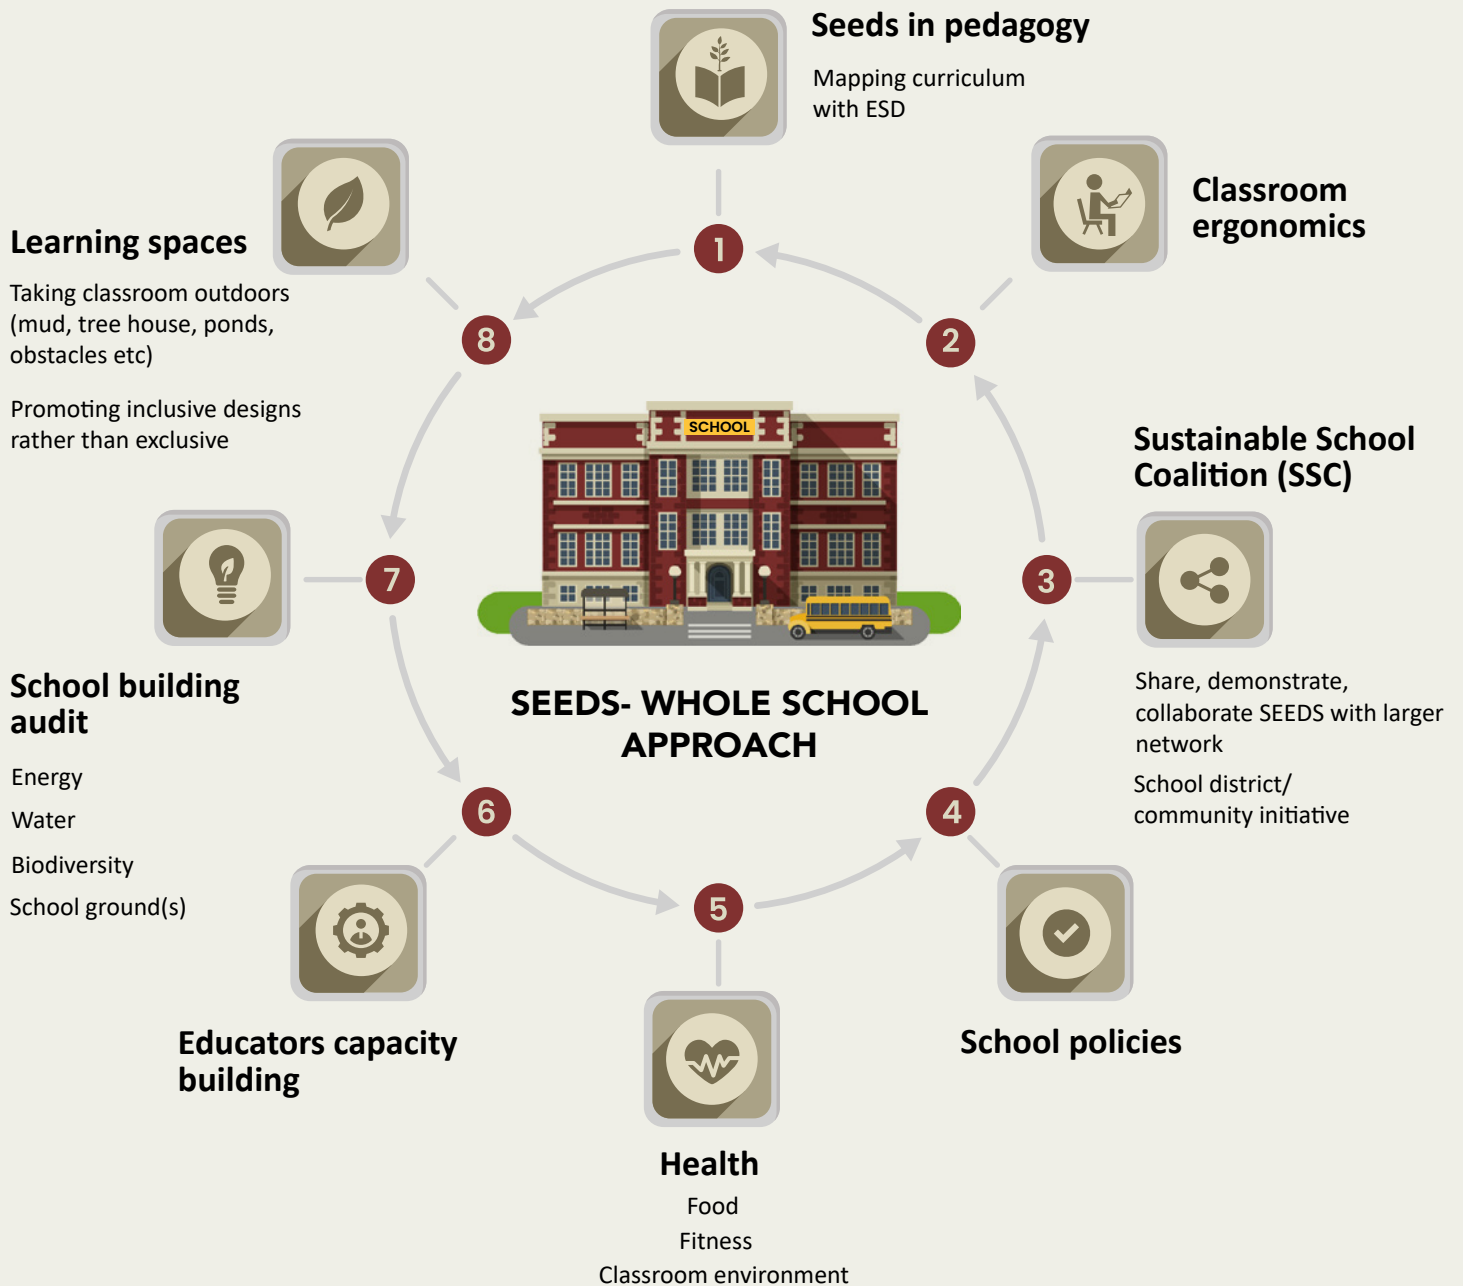 Seeds in pedagogy
Mapping curriculum
with ESD
1
Classroom
ergonomics
2
Sustainable School
Coalition (SSC)
3
Share, demonstrate,
collaborate SEEDS with larger
network
School district/
community initiative
4
School policies
5
Health
Food
Fitness
Classroom environment
6
Educators capacity
building
7
School building
audit
Energy
Water
Biodiversity
School ground(s)
8
Learning spaces
Taking classroom outdoors
(mud, tree house, ponds,
obstacles etc)
Promoting inclusive designs
rather than exclusive
SCHOOL
SEEDS- WHOLE SCHOOL
APPROACH